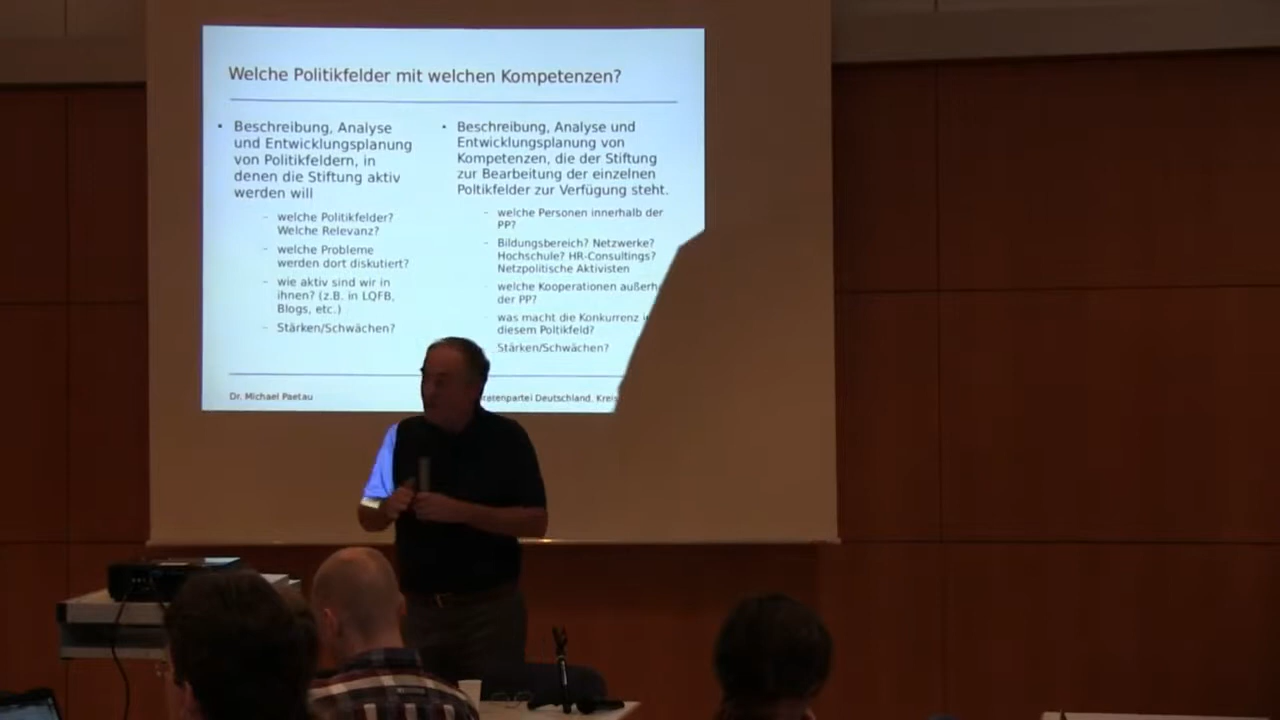 Welche Politikfelder mit welchen Kompetenzen?
• Beschreibung, Analyse
und Entwicklungsplanung
von Politikfeldern, in
denen die Stiftung aktiv
werden will
– welche Politikfelder?
Welche Relevanz?
– welche Probleme
werden dort diskutiert?
– wie aktiv sind wir in
ihnen? (z.B. in LQFB,
Blogs, etc.)
– Stärken/Schwächen?
• Beschreibung, Analyse und
Entwicklungsplanung von
Kompetenzen, die der Stiftung
zur Bearbeitung der einzelnen
Poltikfelder zur Verfügung steht.
– welche Personen innerhalb der
PP?
– Bildungsbereich? Netzwerke?
Hochschule? HR-Consultings?
Netzpolitische Aktivisten
– welche Kooperationen
der PP?
– was macht die Konkurrenz
diesem Poltikfeld?
Stärken/Schwächen?
Dr. Michael Paetau
Deutschland,